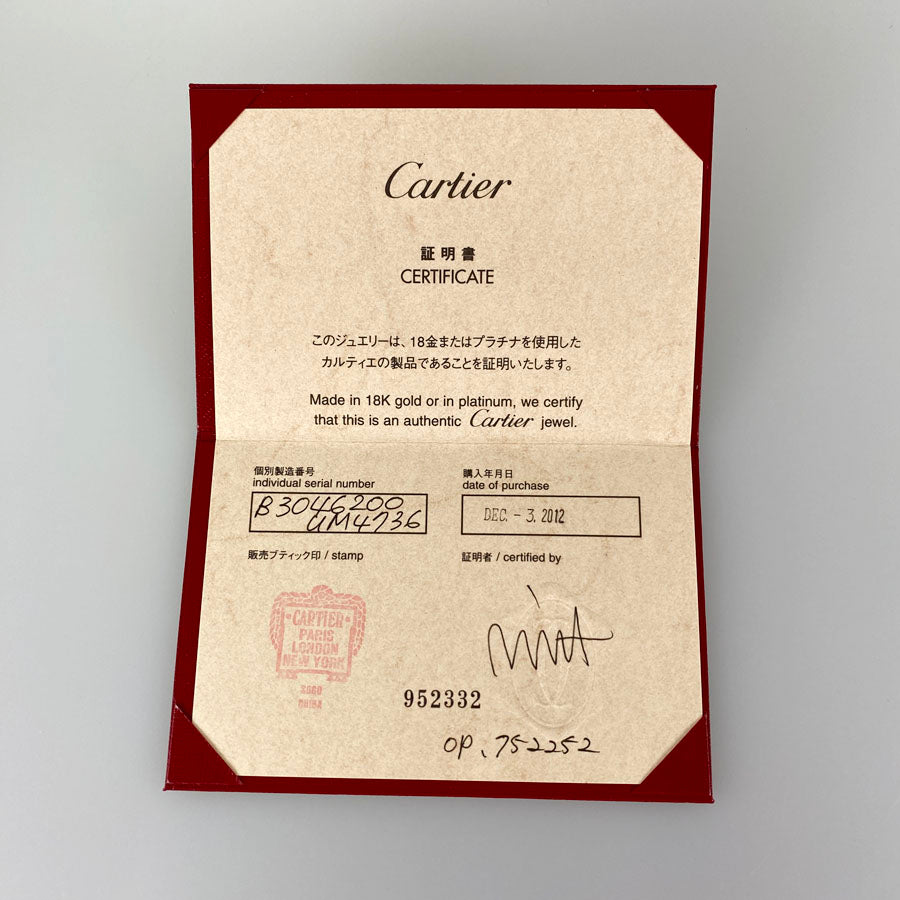 Cartier
証明書
CERTIFICATE
このジュエリーは、18金またはプラチナを使用した
カルティエの製品であることを証明いたします。
Made in 18K gold or in platinum, we certify
that this is an authentic Cartier jewel.
個別製造番号
individual serial number
B3046200
UM4736
購入年月日
date of purchase
DEC. - 3. 2012
販売ブティック印 / stamp
証明者 / certified by
CARTIER
PARIS
LONDON
NEW YORK
952332
OP. 752252